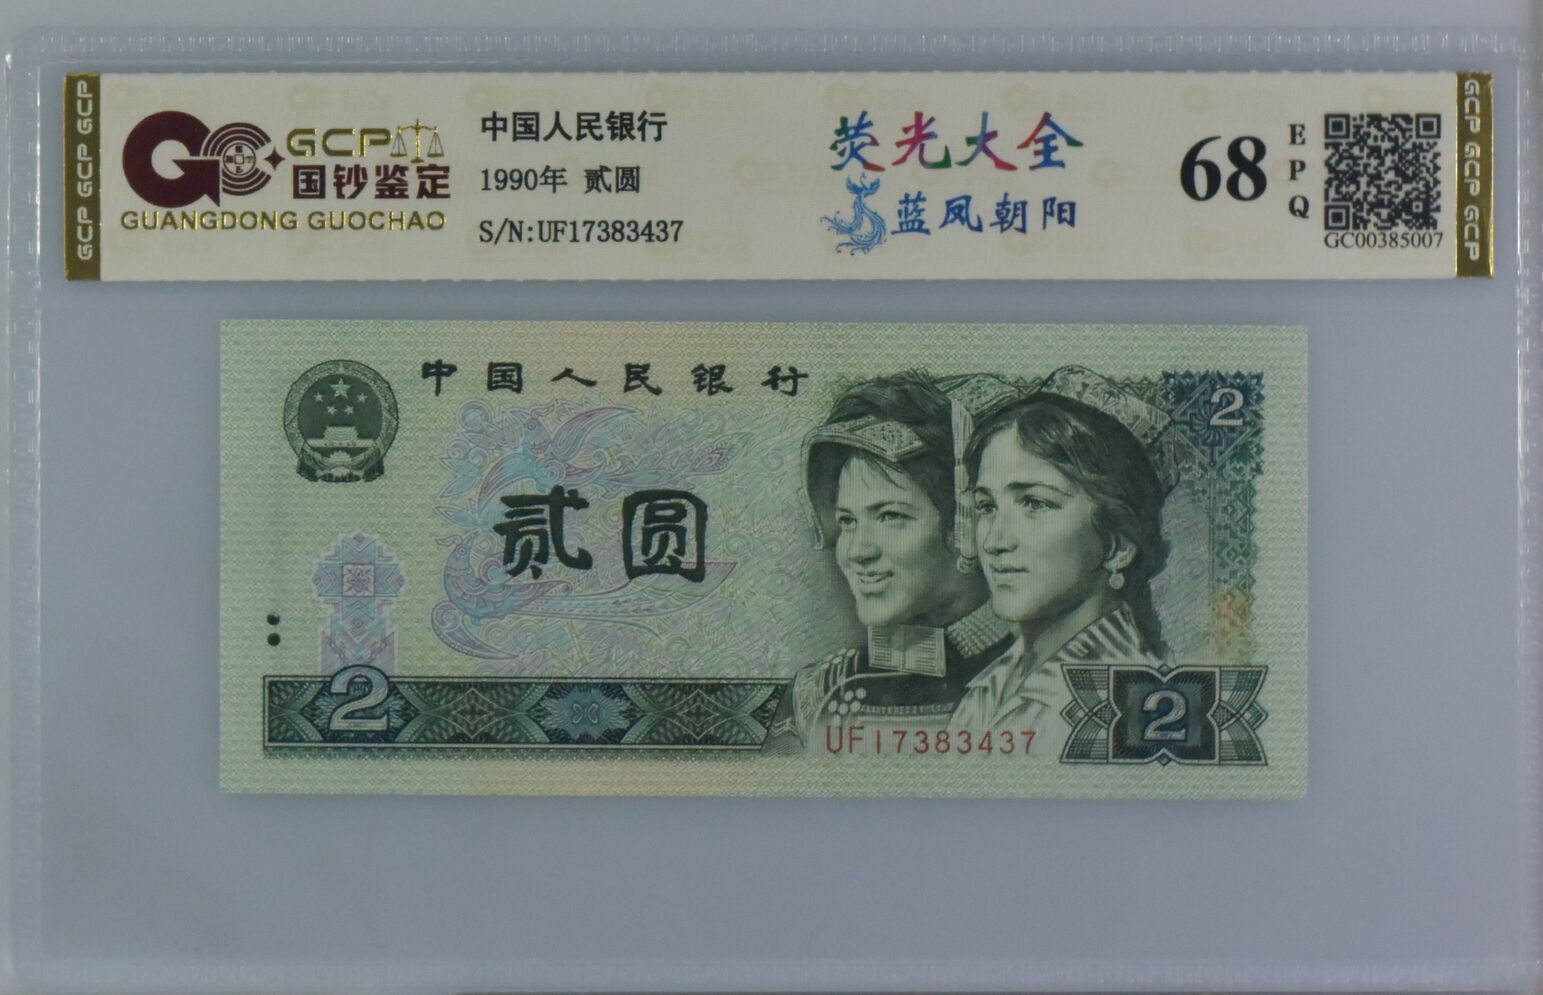 GCP GCP GCP
GCP
国钞鉴定
GUANGDONG GUOCHAO
中国人民银行
1990年 贰圆
S/N:UF17383437
荧光大全
蓝凤朝阳
68
EPQ
GC00385007
GCP GCP GCP
中国人民银行
2
贰圆
2
UF17383437
2